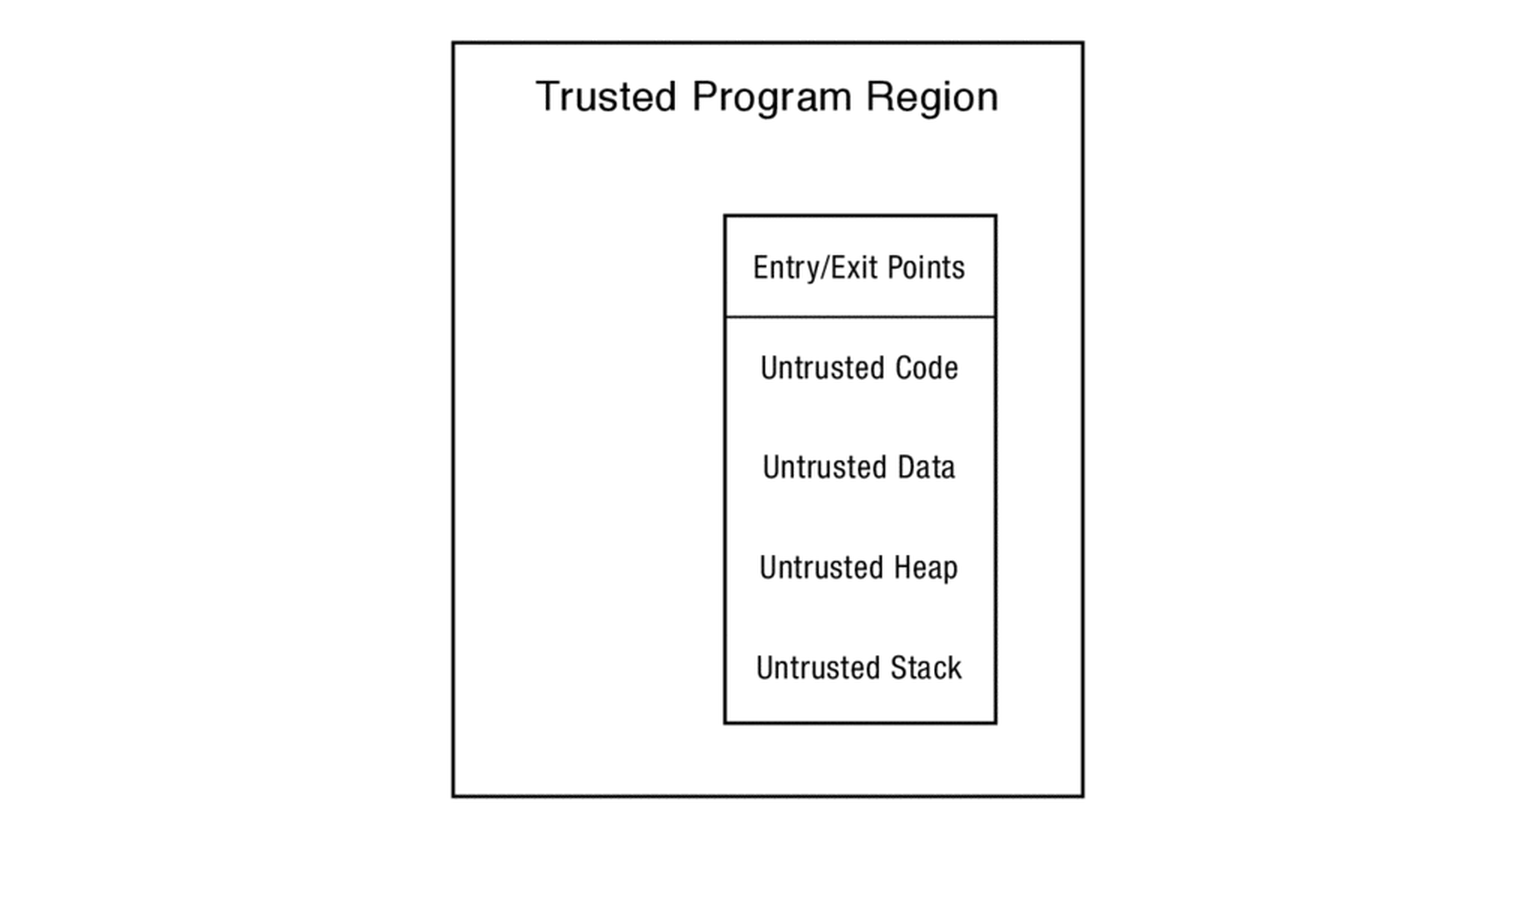 Trusted Program Region
Entry/Exit Points
Untrusted Code
Untrusted Data
Untrusted Heap
Untrusted Stack